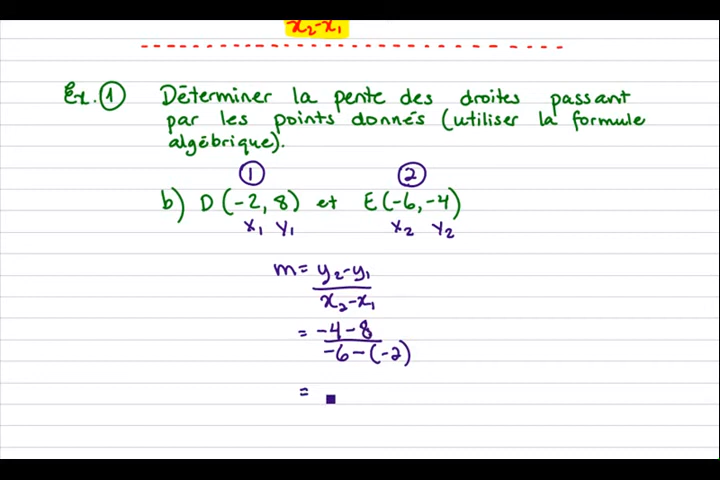 x₂-x₁
Ex. ① Déterminer la pente des droites passant
par les points donnés (utiliser la formule
algébrique).
① ②
b) D(-2, 8) et E(-6, -4)
x₁ y₁ x₂ y₂
m = y₂-y₁
x₂-x₁
= -4-8
-6-(-2)
=